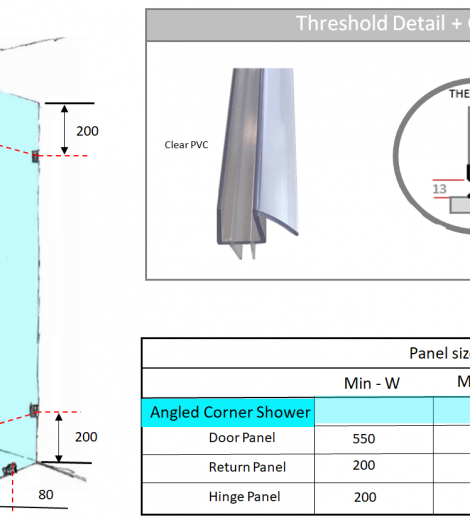 Threshold Detail +
200
Clear PVC
THE
13
Panel siz
Min - W
M
Angled Corner Shower
Door Panel 550
200
Return Panel 200
Hinge Panel 200
80